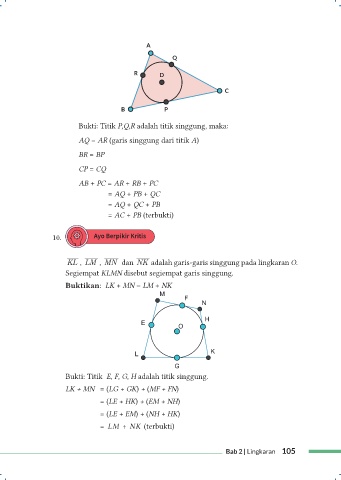 A
Q
R
D
C
B
P
Bukti: Titik P,Q,R adalah titik singgung, maka:
AQ = AR (garis singgung dari titik A)
BR = BP
CP = CQ
AB + PC = AR + RB + PC
= AQ + PB + QC
= AQ + QC + PB
= AC + PB (terbukti)
10. Ayo Berpikir Kritis
KL , LM , MN dan NK adalah garis-garis singgung pada lingkaran O.
Segiempat KLMN disebut segiempat garis singgung.
Buktikan: LK + MN = LM + NK
M
F
N
E
O
H
L
K
G
Bukti: Titik E, F, G, H adalah titik singgung.
LK + MN = (LG + GK) + (MF + FN)
= (LE + HK) + (EM + NH)
= (LE + EM) + (NH + HK)
= LM + NK (terbukti)
Bab 2 | Lingkaran 105